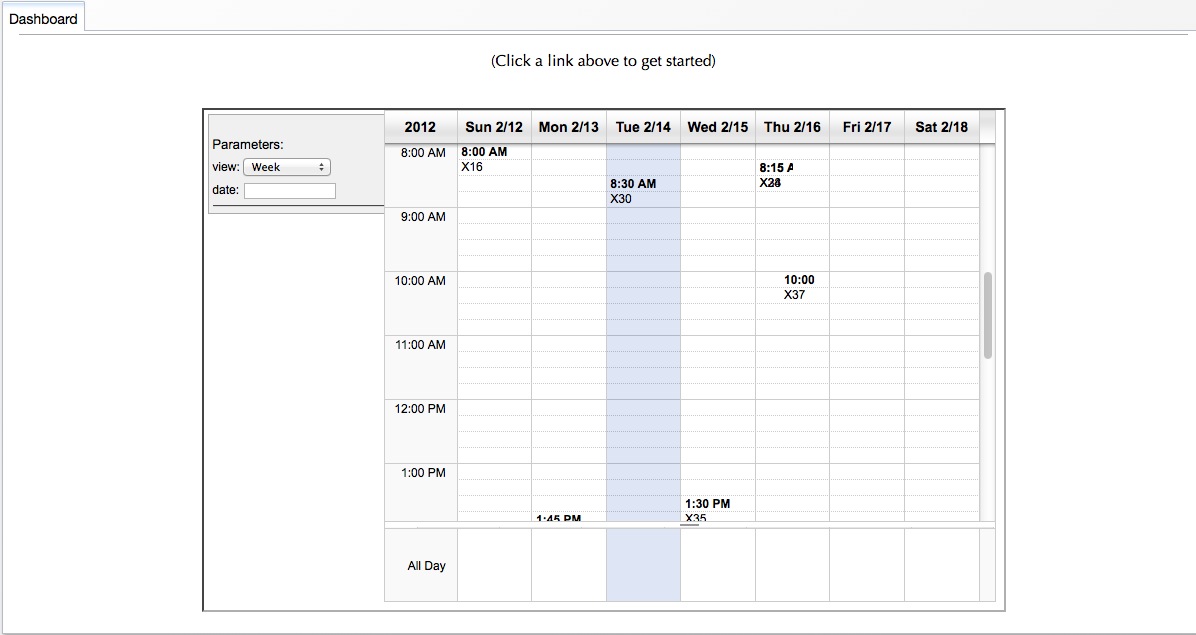 Dashboard
(Click a link above to get started)
Parameters:
view: Week
date:
2012 Sun 2/12 Mon 2/13 Tue 2/14 Wed 2/15 Thu 2/16 Fri 2/17 Sat 2/18
8:00 AM 8:00 AM
X16
8:15 A
8:30 AM
X30
9:00 AM
10:00 AM 10:00
X37
11:00 AM
12:00 PM
1:00 PM
1:30 PM
1:45 PM X35
All Day